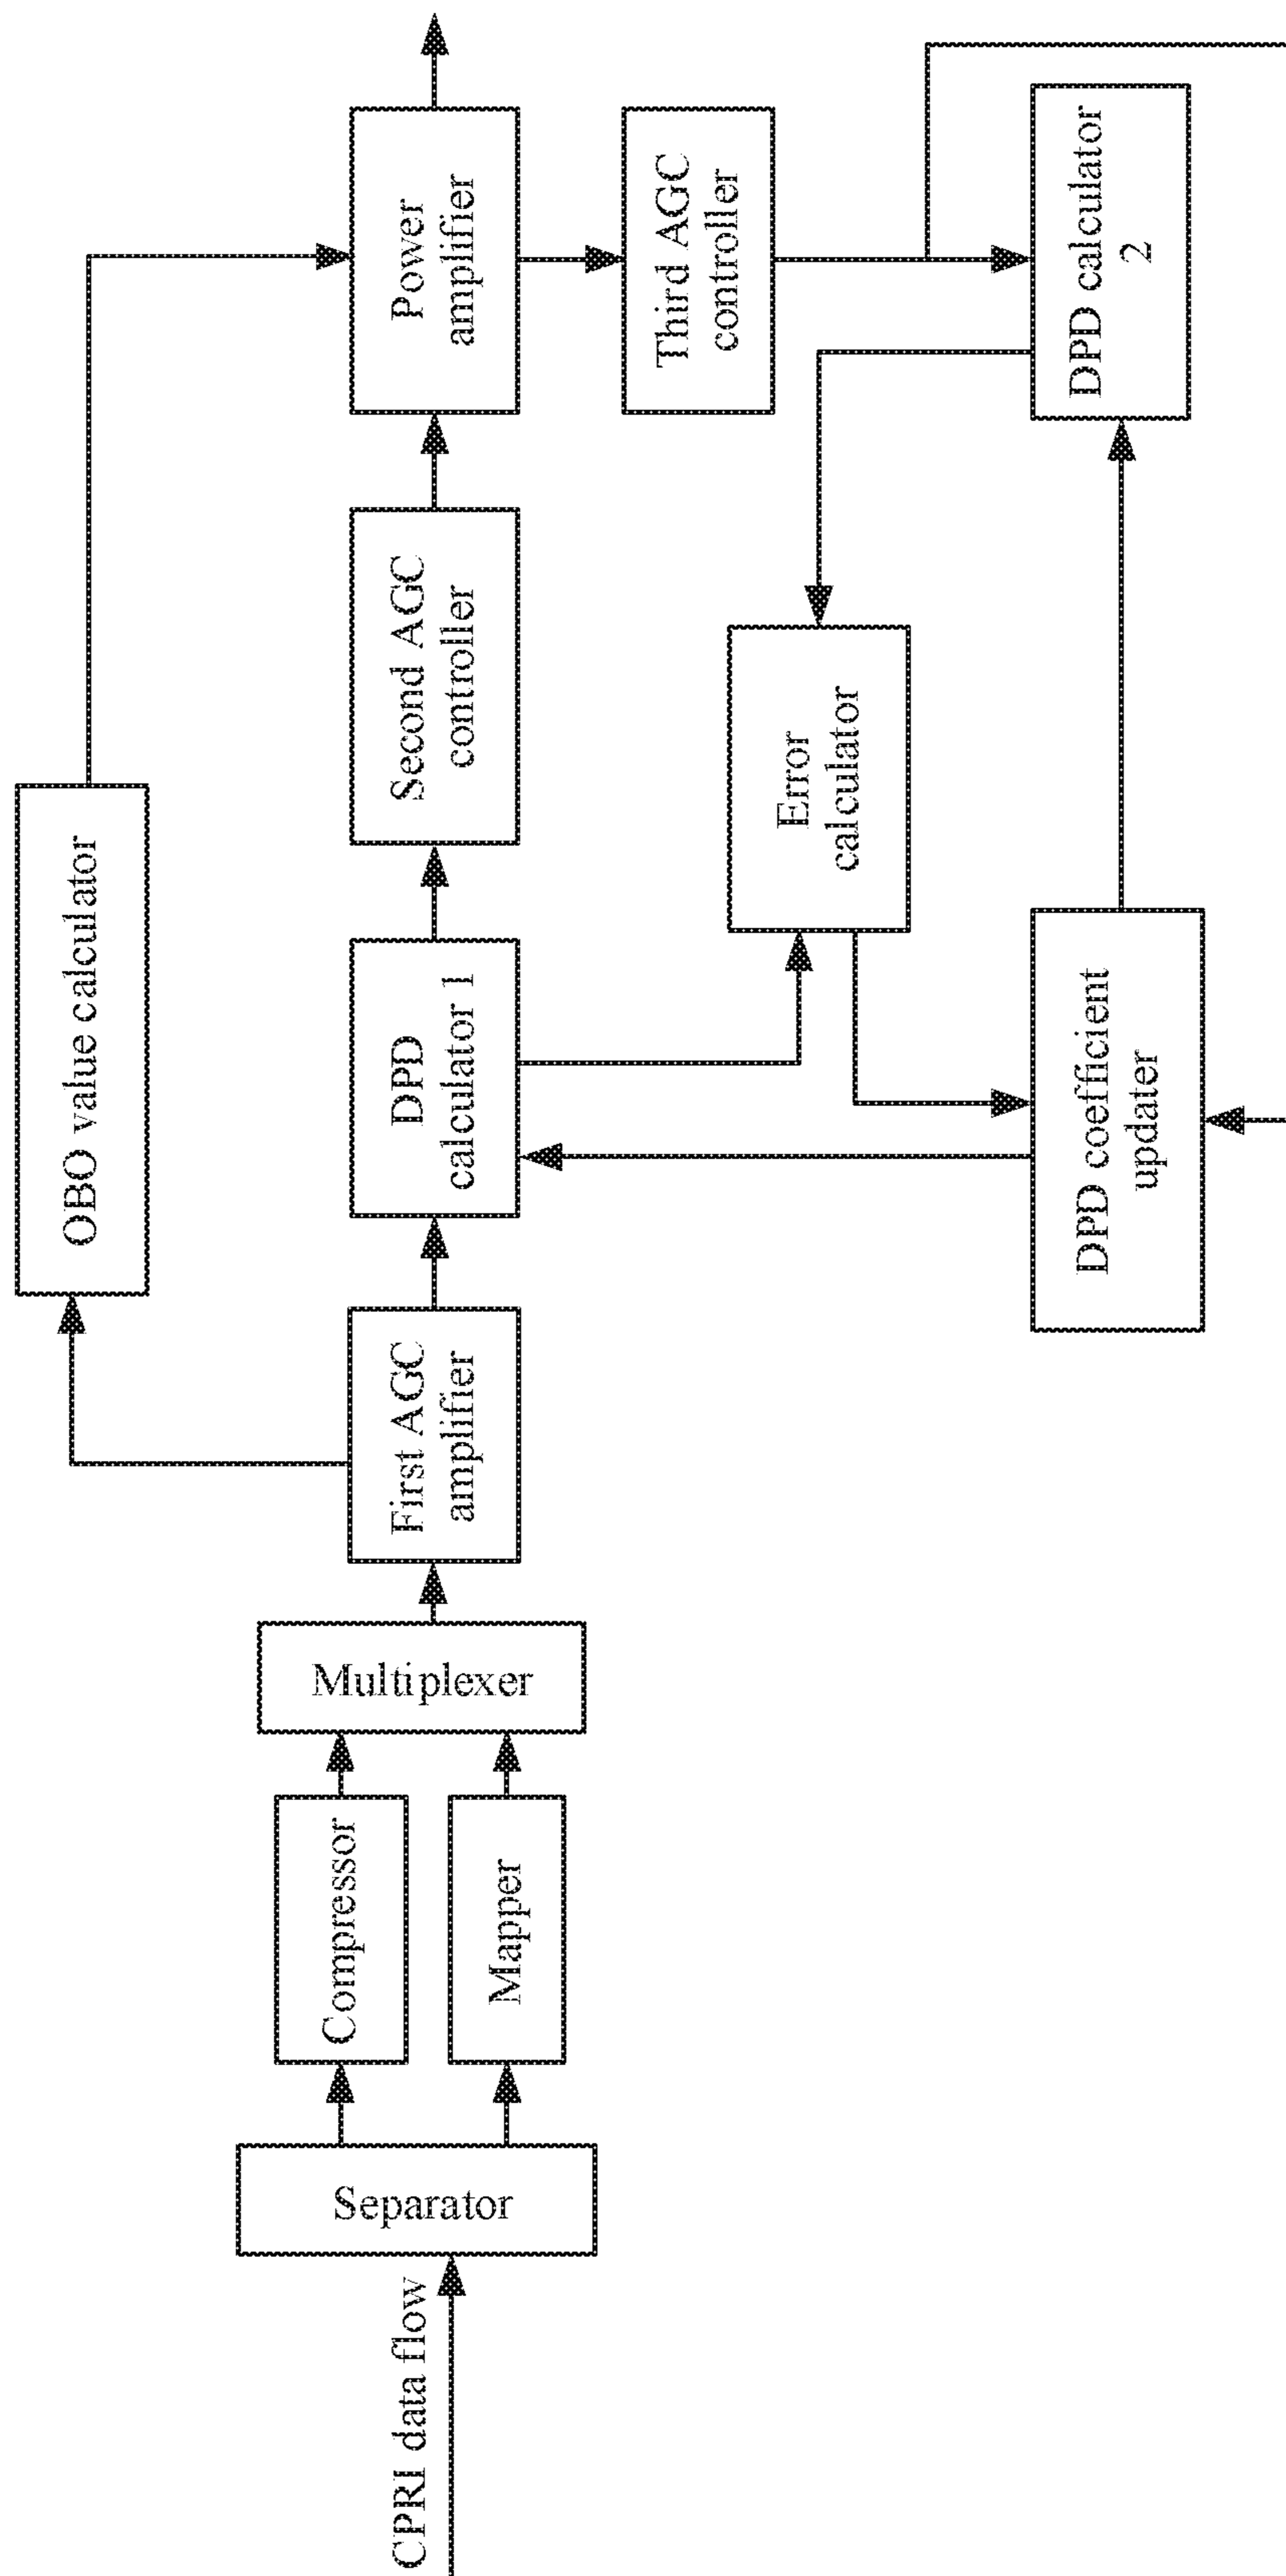 CPRI data flow
Separator
Compressor
Mapper
Multiplexer
First AGC
amplifier
OBO value calculator
DPD
calculator 1
Second AGC
controller
Power
amplifier
Third AGC
controller
Error
calculator
DPD coefficient
updater
DPD calculator
2